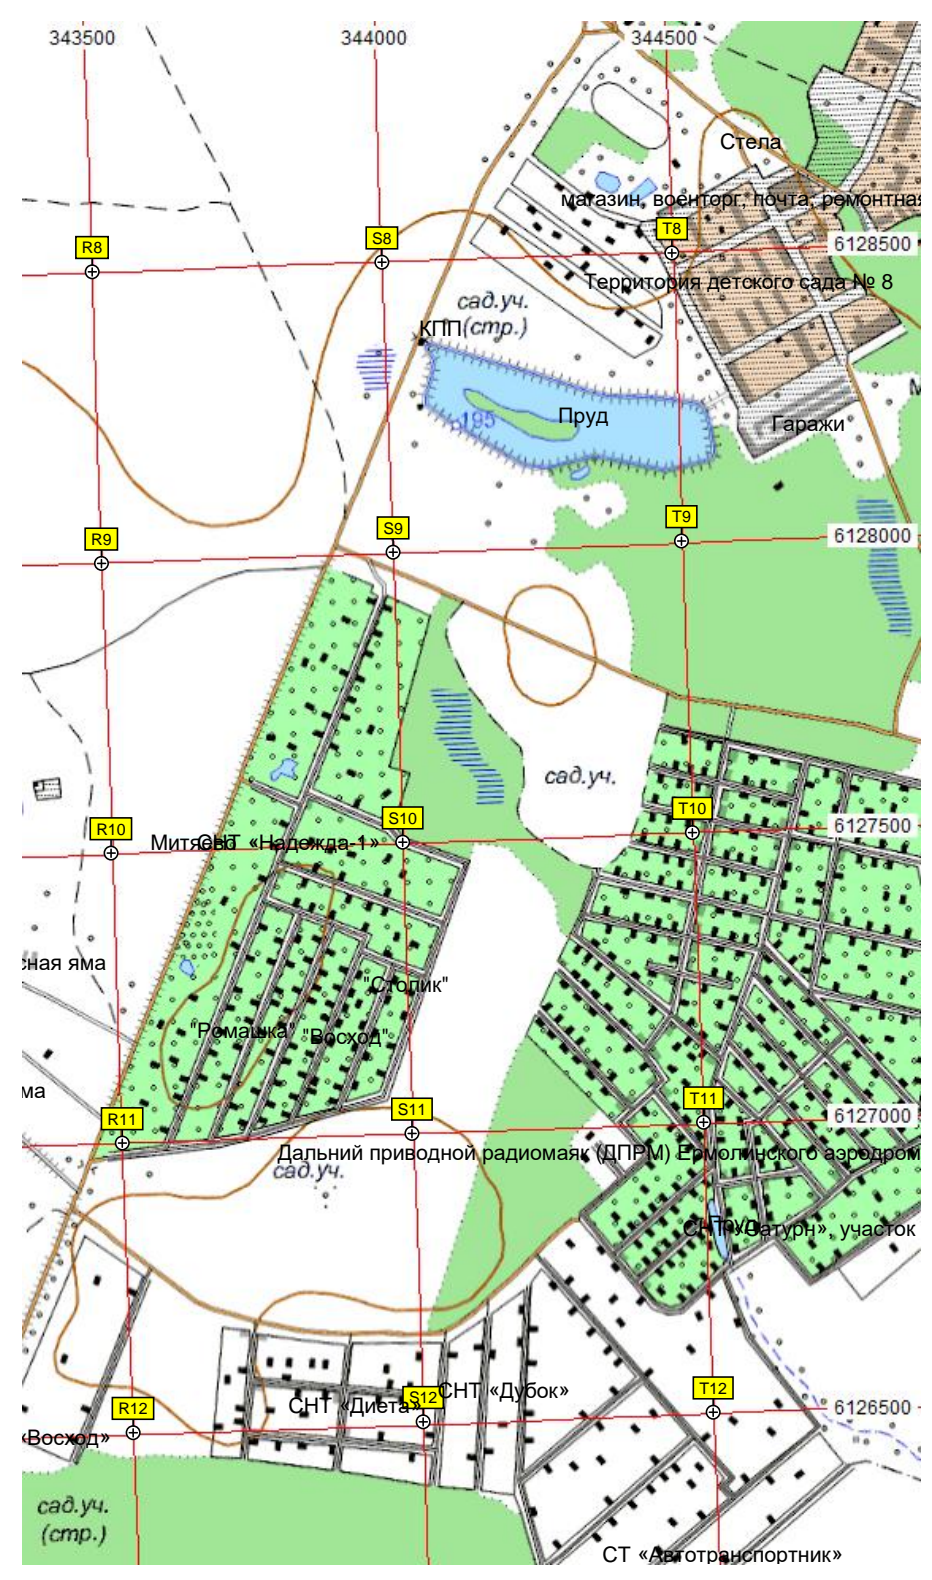 343500
344000
344500
Стела
магазин, военторг, почта, ремонтная
T8
S8
R8
6128500
Территория детского сада № 8
сад.уч.
(стр.)
КПП
195
Пруд
Гаражи
М
T9
S9
R9
6128000
сад.уч.
T10
S10
R10
6127500
Митяево
СНТ «Надежда-1»
сная яма
"Столик"
"Ромашка"
"Восход"
ма
T11
S11
R11
6127000
Дальний приводной радиомаяк (ДПРМ) Ермолинского аэродром
сад.уч.
Пруд
СНТ «Сатурн», участок
T12
S12
R12
СНТ «Дубок»
СНТ «Диета»
6126500
«Восход»
сад.уч.
(стр.)
СТ «Автотранспортник»